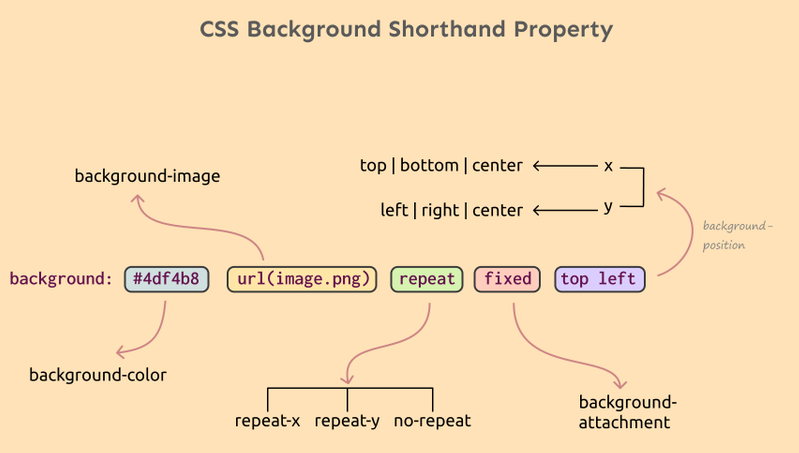 CSS Background Shorthand Property
top | bottom | center
x
background-image
left | right | center
y
background-
position
background: #4df4b8 url(image.png) repeat fixed top left
background-color
background-
attachment
repeat-x repeat-y no-repeat